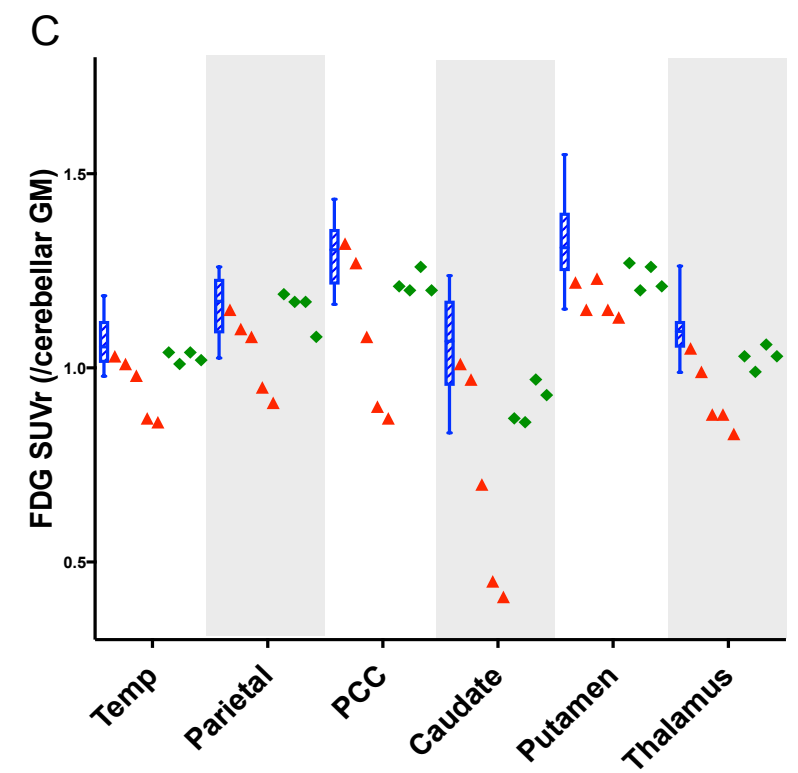 C
FDG SUVr (/cerebellar GM)
1.5
1.0
0.5
Temp
Parietal
PCC
Caudate
Putamen
Thalamus